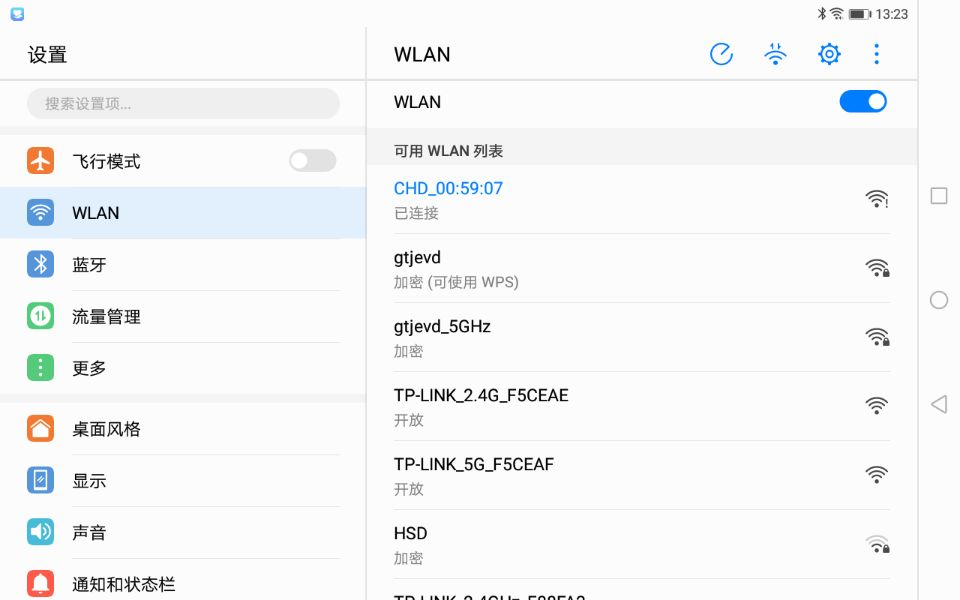 13:23
设置
搜索设置项...
飞行模式
WLAN
蓝牙
流量管理
更多
桌面风格
显示
声音
通知和状态栏
WLAN
WLAN
可用 WLAN 列表
CHD_00:59:07
已连接
gtjevd
加密 (可使用 WPS)
gtjevd_5GHz
加密
TP-LINK_2.4G_F5CEAE
开放
TP-LINK_5G_F5CEAF
开放
HSD
加密